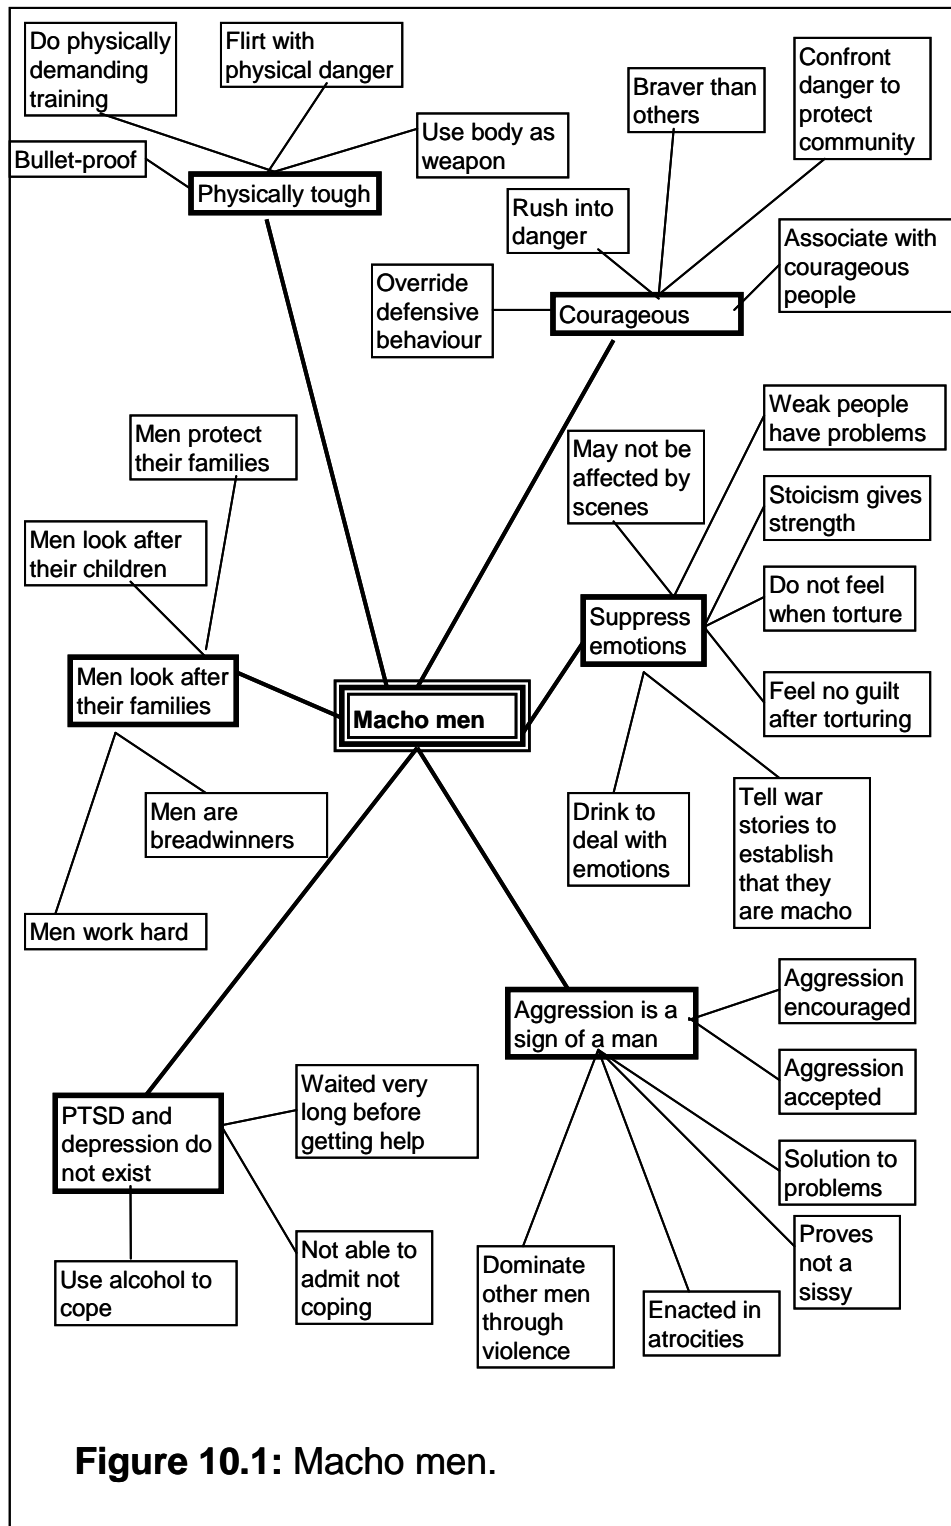 Do physically
demanding
training
Flirt with
physical danger
Use body as
weapon
Bullet-proof
Physically tough
Braver than
others
Confront
danger to
protect
community
Rush into
danger
Associate with
courageous
people
Override
defensive
behaviour
Courageous
Men protect
their families
Men look after
their children
Men look after
their families
Men are
breadwinners
Men work hard
Macho men
May not be
affected by
scenes
Weak people
have problems
Stoicism gives
strength
Do not feel
when torture
Feel no guilt
after torturing
Suppress
emotions
Drink to
deal with
emotions
Tell war
stories to
establish
that they
are macho
Aggression is a
sign of a man
Aggression
encouraged
Aggression
accepted
Solution to
problems
Proves
not a
sissy
Enacted in
atrocities
Dominate
other men
through
violence
PTSD and
depression do
not exist
Waited very
long before
getting help
Not able to
admit not
coping
Use alcohol to
cope
Figure 10.1: Macho men.